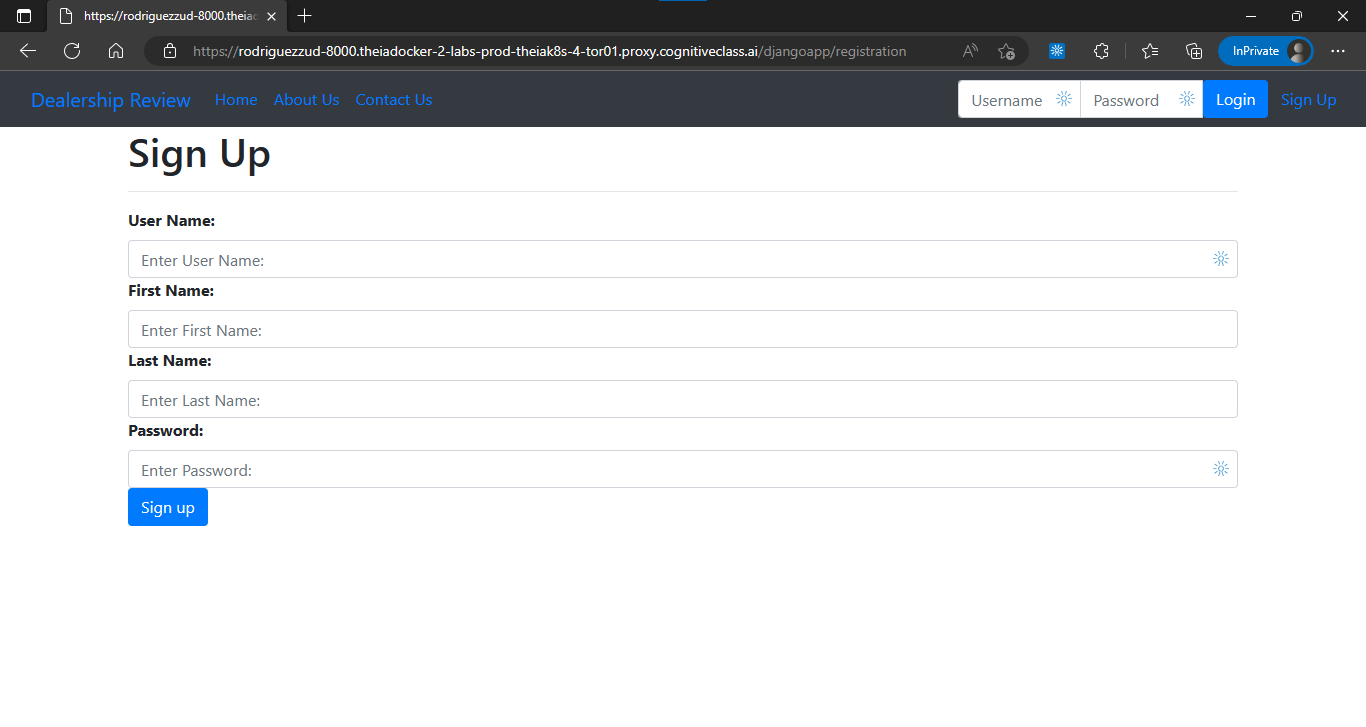 https://rodriguezzud-8000.theiad
https://rodriguezzud-8000.theiadocker-2-labs-prod-theiak8s-4-tor01.proxy.cognitiveclass.ai/djangoapp/registration
InPrivate
Dealership Review Home About Us Contact Us Username Password Login Sign Up
Sign Up
User Name:
Enter User Name:
First Name:
Enter First Name:
Last Name:
Enter Last Name:
Password:
Enter Password:
Sign up